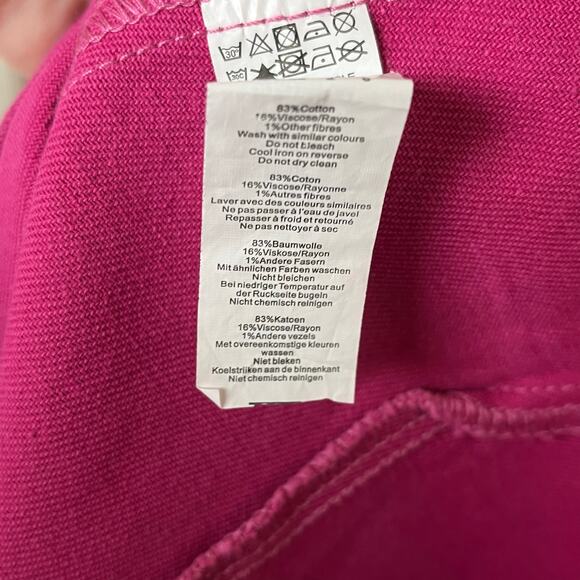 30°
83%Cotton
16%Viscose/Rayon
1%Other fibres
Wash with similar colours
Do not bleach
Cool iron on reverse
Do not dry clean
83%Coton
16%Viscose/Rayonne
1%Autres fibres
Laver avec des couleurs similaires
Ne pas passer à l'eau de javel
Repasser à froid et retourné
Ne pas nettoyer à sec
83%Baumwolle
16%Viskose/Rayon
1%Andere Fasern
Mit ähnlichen Farben waschen
Nicht bleichen
Bei niedriger Temperatur auf
der Ruckseite bugeln
Nicht chemisch reinigen
83%Katoen
16%Viscose/Rayon
1%Andere vezels
Met overeenkomstige kleuren
wassen
Niet bleken
Koelstrijken aan de binnenkant
Niet chemisch reinigen